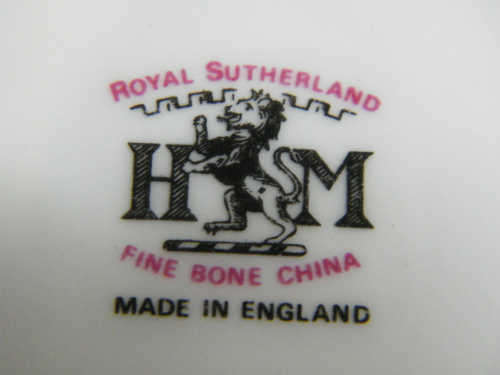 ROYAL SUTHERLAND
H M
FINE BONE CHINA
MADE IN ENGLAND